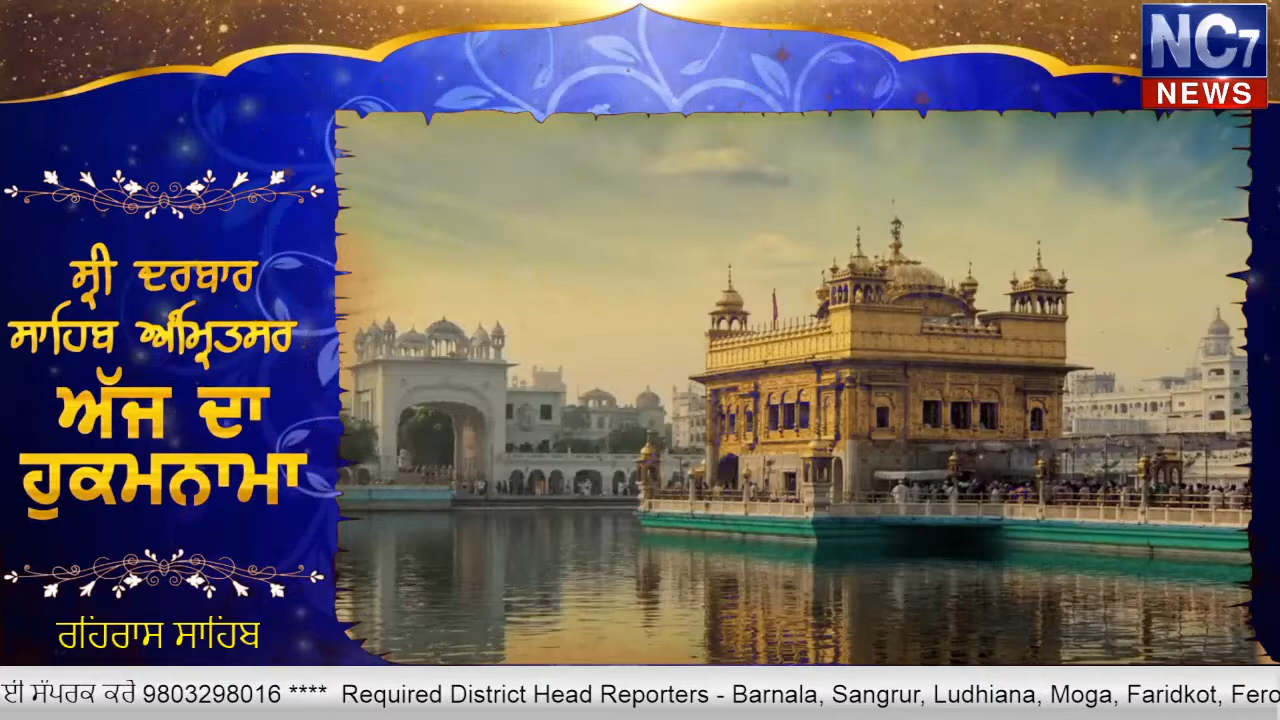 NC7
NEWS
ਸ੍ਰੀ ਦਰਬਾਰ
ਸਾਹਿਬ ਅੰਮ੍ਰਿਤਸਰ
ਅੱਜ ਦਾ
ਹੁਕਮਨਾਮਾ
ਰਹਿਰਾਸ ਸਾਹਿਬ
ਸੰਪਰਕ ਕਰੋ 9803298016 **** Required District Head Reporters - Barnala, Sangrur, Ludhiana, Moga, Faridkot,